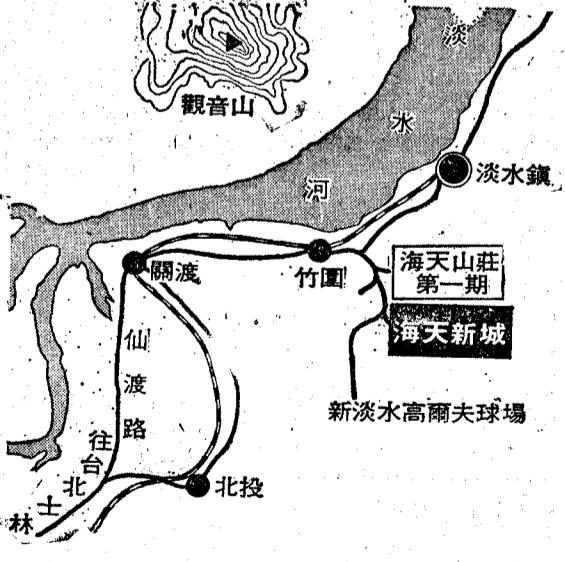 觀音山
淡水河
淡水鎮
關渡
竹圍
海天山莊
第一期
海天新城
仙渡路
新淡水高爾夫球場
往台北士林
北投